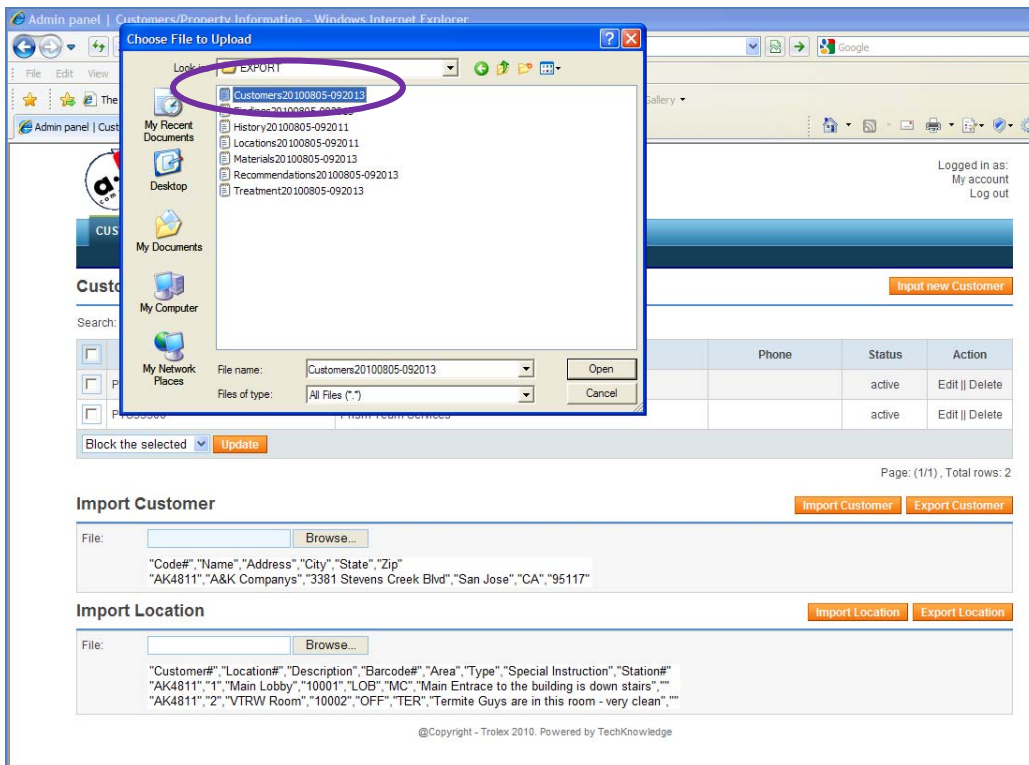 Admin panel | Customers/Property Information - Windows Internet Explorer
Choose File to Upload
Google
File Edit View
Look in: EXPORT
The
Gallery
Admin panel | Cust
My Recent Documents
Desktop
My Documents
My Computer
My Network Places
Customers20100805-092013
Findings20100805-092013
History20100805-092011
Locations20100805-092011
Materials20100805-092013
Recommendations20100805-092013
Treatment20100805-092013
File name: Customers20100805-092013 Open
Files of type: All Files (*.*) Cancel
Logged in as:
My account
Log out
CUS
Custo
Input new Customer
Search:
Phone Status Action
P active Edit || Delete
Prism Team Services active Edit || Delete
Block the selected Update
Page: (1/1) , Total rows: 2
Import Customer Import Customer Export Customer
File: Browse...
"Code#","Name","Address","City","State","Zip"
"AK4811","A&K Companys","3381 Stevens Creek Blvd","San Jose","CA","95117"
Import Location Import Location Export Location
File: Browse...
"Customer#","Location#","Description","Barcode#","Area","Type","Special Instruction","Station#"
"AK4811","1","Main Lobby","10001","LOB","MC","Main Entrace to the building is down stairs",""
"AK4811","2","VTRW Room","10002","OFF","TER","Termite Guys are in this room - very clean",""
@Copyright - Trolex 2010. Powered by TechKnowledge